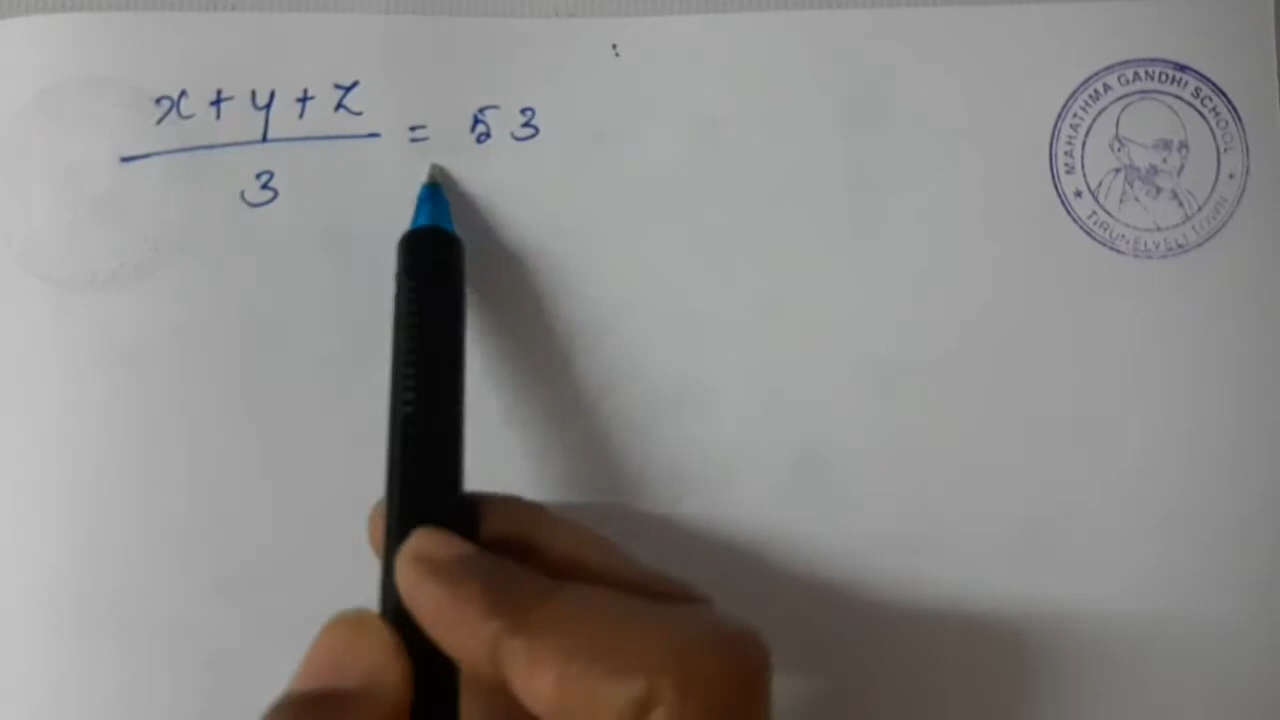 x + y + z
3
= 53
MAHATHMA GANDHI SCHOOL
* TIRUNELVELI TOWN *